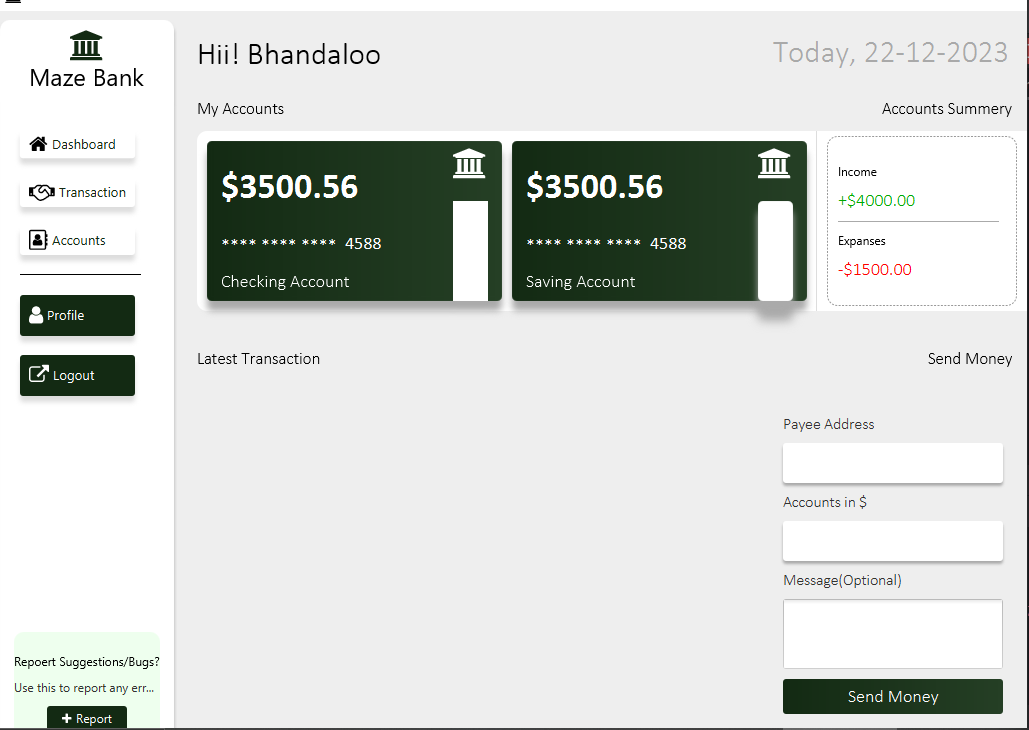 Maze Bank
Dashboard
Transaction
Accounts
Profile
Logout
Repoert Suggestions/Bugs?
Use this to report any err...
Report
Hii! Bhandaloo
Today, 22-12-2023
My Accounts
Accounts Summery
$3500.56
**** **** **** 4588
Checking Account
$3500.56
**** **** **** 4588
Saving Account
Income
+$4000.00
Expanses
-$1500.00
Latest Transaction
Send Money
Payee Address
Accounts in $
Message(Optional)
Send Money